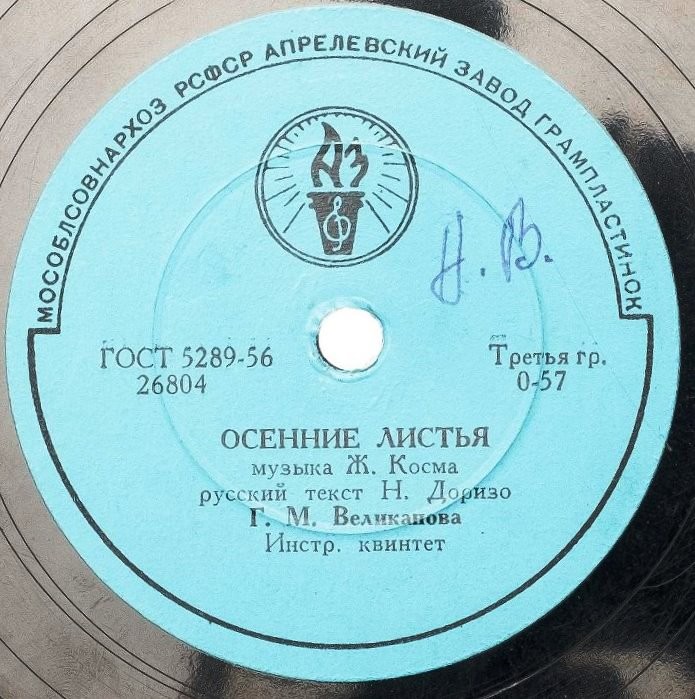 МОСОБЛСОВНАРХОЗ РСФСР АПРЕЛЕВСКИЙ ЗАВОД ГРАМПЛАСТИНОК
АЗ
Н. В.
ГОСТ 5289-56
26804
Третья гр.
0-57
ОСЕННИЕ ЛИСТЬЯ
музыка Ж. Косма
русский текст Н. Доризо
Г. М. Великанова
Инстр. квинтет